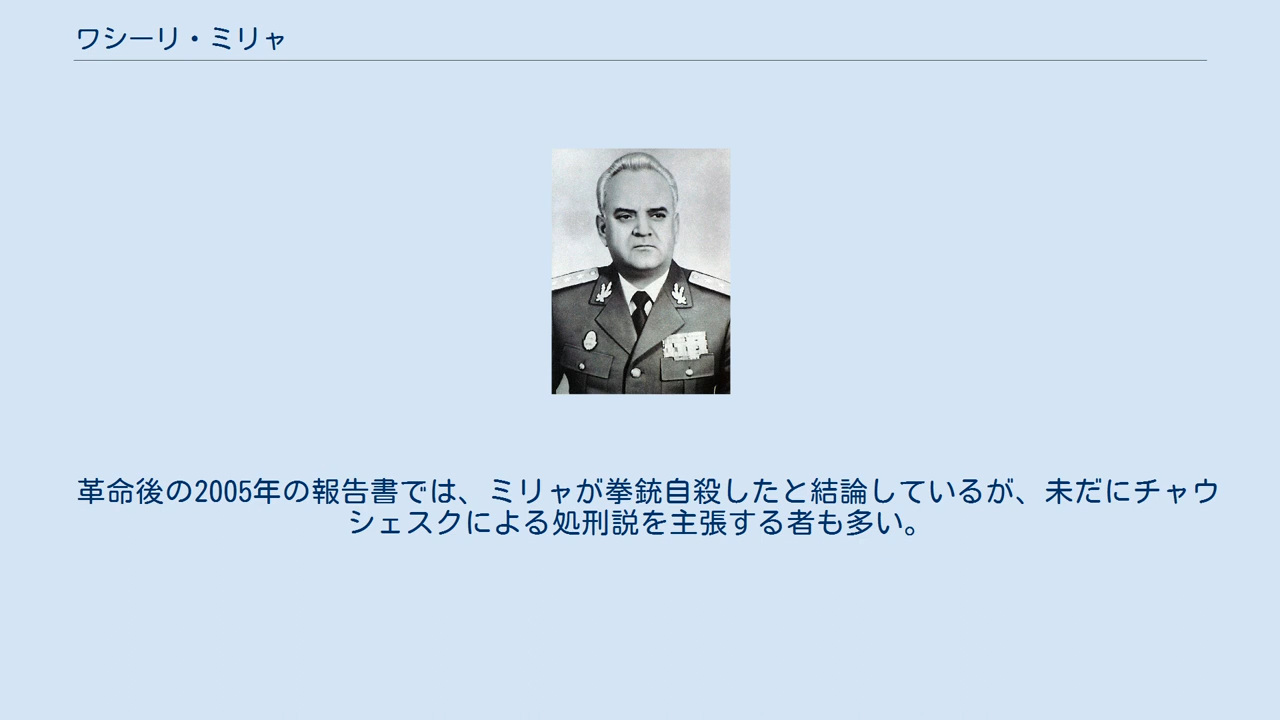 ワシーリ・ミリャ
革命後の2005年の報告書では、ミリャが拳銃自殺したと結論しているが、未だにチャウ
シェスクによる処刑説を主張する者も多い。